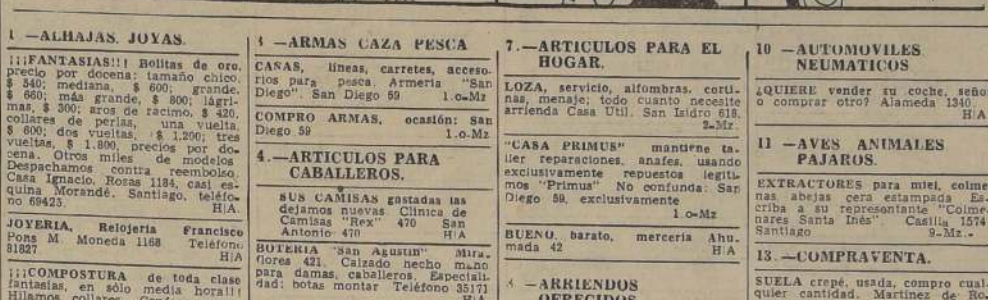 1 —ALHAJAS. JOYAS.
¡¡¡FANTASIAS!!! Bolitas de oro,
precio por docena: tamaño chico,
$ 540; mediana, $ 600; grande,
$ 660; más grande, $ 800; lágri-
mas, $ 300; aros de racimo, $ 420,
collares de perlas, una vuelta,
$ 600; dos vueltas, $ 1.200; tres
vueltas, $ 1.800, precios por do-
cena. Otros miles de modelos
Despachamos contra reembolso.
Casa Ignacio. Rosas 1184, casi es-
quina Morandé. Santiago, teléfo-
no 69423. H|A.
JOYERIA, Relojería Francisco
Pons M Moneda 1168 Teléfono
81827 H|A
¡¡¡COMPOSTURA de toda clase
fantasías, en sólo media hora!!!
Hilamos collares
3 —ARMAS CAZA PESCA
CAÑAS, líneas, carretes, acceso-
rios para pesca. Armería "San
Diego". San Diego 59 1.o-Mz
COMPRO ARMAS, ocasión: San
Diego 59 1.o-Mz
4.—ARTICULOS PARA
CABALLEROS.
SUS CAMISAS gastadas las
dejamos nuevas. Clínica de
Camisas "Rex" 470 San
Antonio 470 H|A
BOTERIA "San Agustín" Mira-
flores 421. Calzado hecho mano
para damas, caballeros. Especiali-
dad: botas montar Teléfono 35171
H|A
7.—ARTICULOS PARA EL
HOGAR.
LOZA, servicio, alfombras, corti-
nas, menaje; todo cuanto necesite
arrienda Casa Util. San Isidro 618.
2-Mz.
"CASA PRIMUS" mantiene ta-
ller reparaciones, anafes, usando
exclusivamente repuestos legíti-
mos "Primus" No confunda: San
Diego 59, exclusivamente
1.o-Mz
BUENO, barato, mercería Ahu-
mada 42
8 —ARRIENDOS
OFRECIDOS
10 —AUTOMOVILES
NEUMATICOS
¿QUIERE vender su coche, señor
o comprar otro? Alameda 1340.
H|A
11 —AVES ANIMALES
PAJAROS.
EXTRACTORES para miel, colme-
nas abejas cera estampada Es-
criba a su representante "Colme-
nares Santa Inés". Casilla 1574
Santiago 9-Mz.-
13.—COMPRAVENTA.
SUELA crepé, usada, compro cual-
quier cantidad. Martínez de Ro-